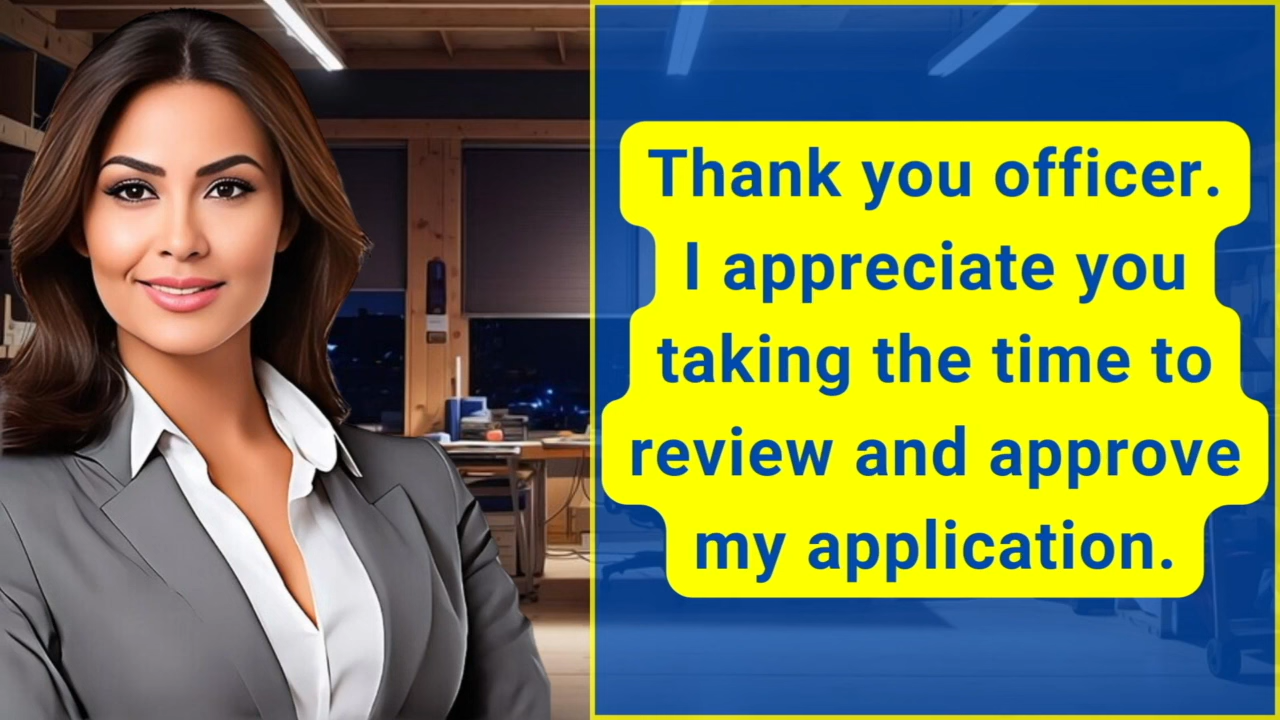 Thank you officer.
I appreciate you
taking the time to
review and approve
my application.